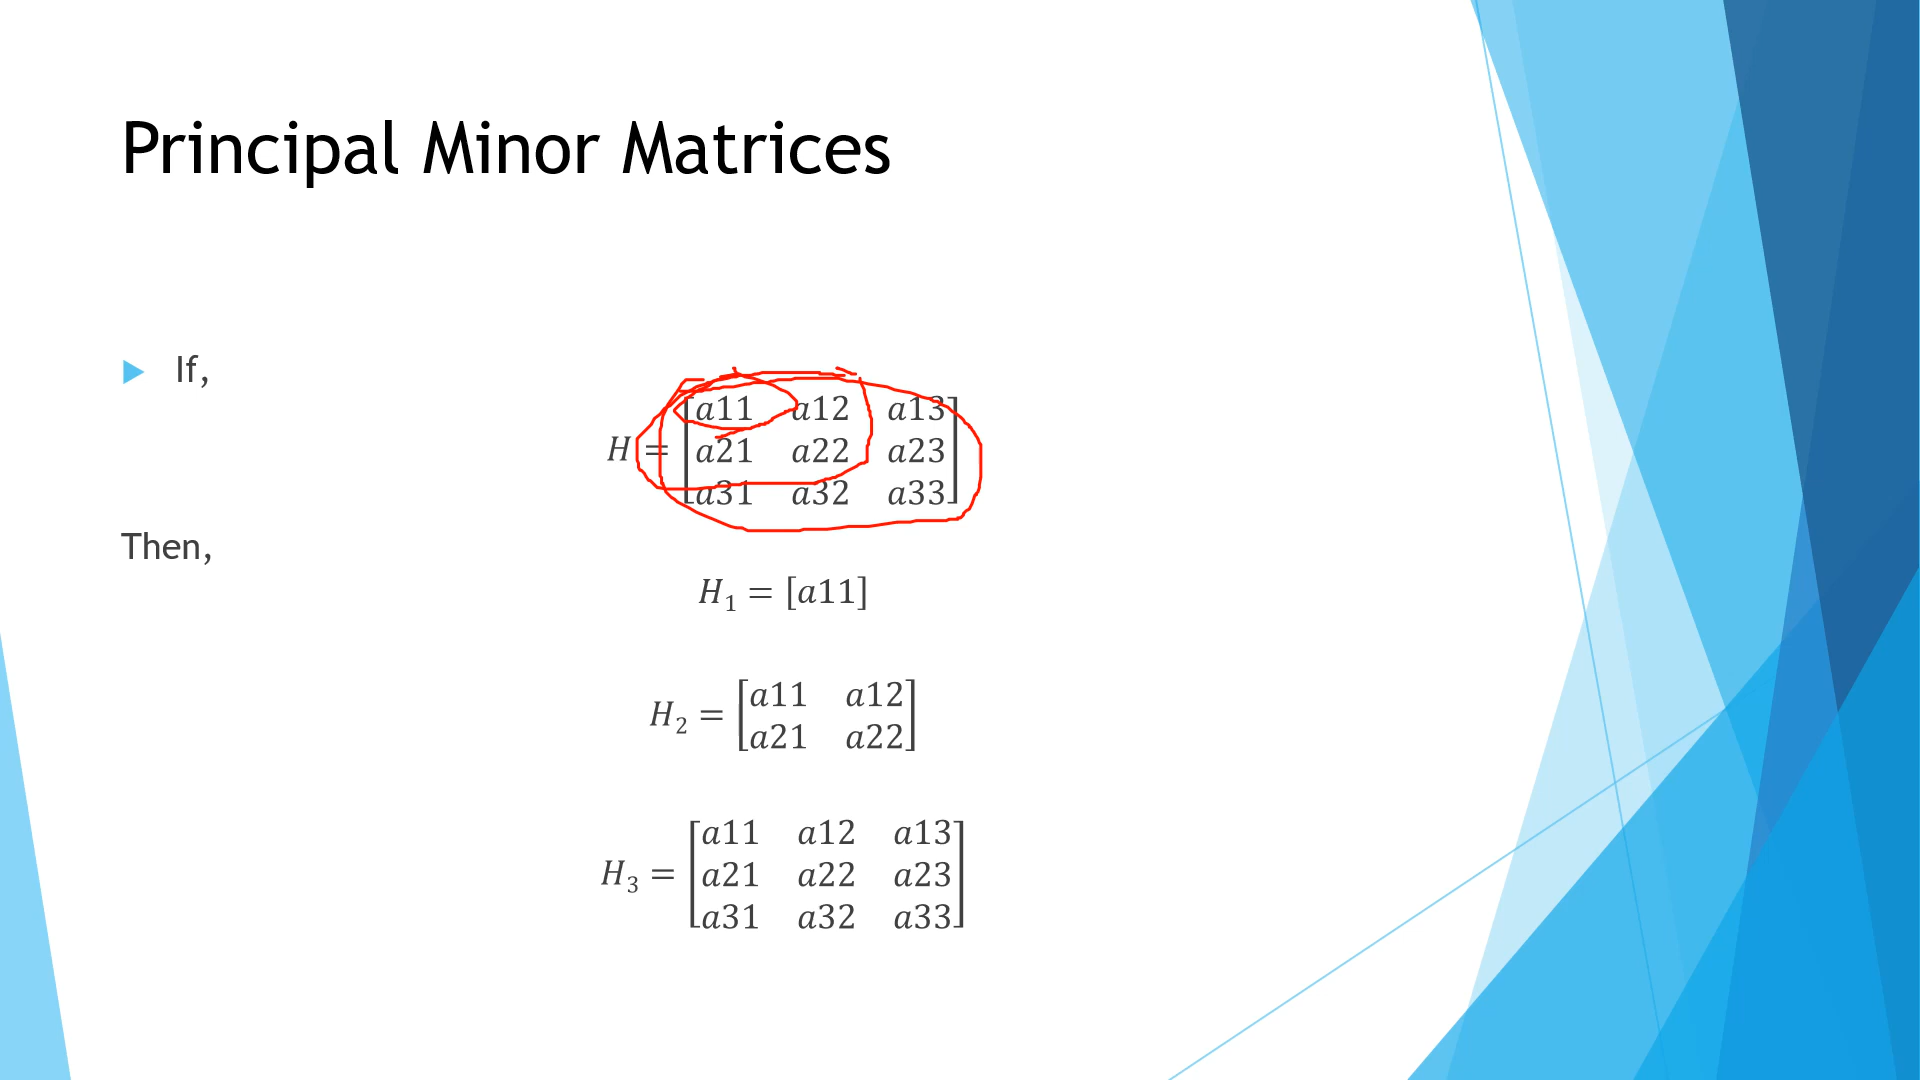 Principal Minor Matrices
If,
H = [a11 a12 a13
a21 a22 a23
a31 a32 a33]
Then,
H₁ = [a11]
H₂ = [a11 a12
a21 a22]
H₃ = [a11 a12 a13
a21 a22 a23
a31 a32 a33]